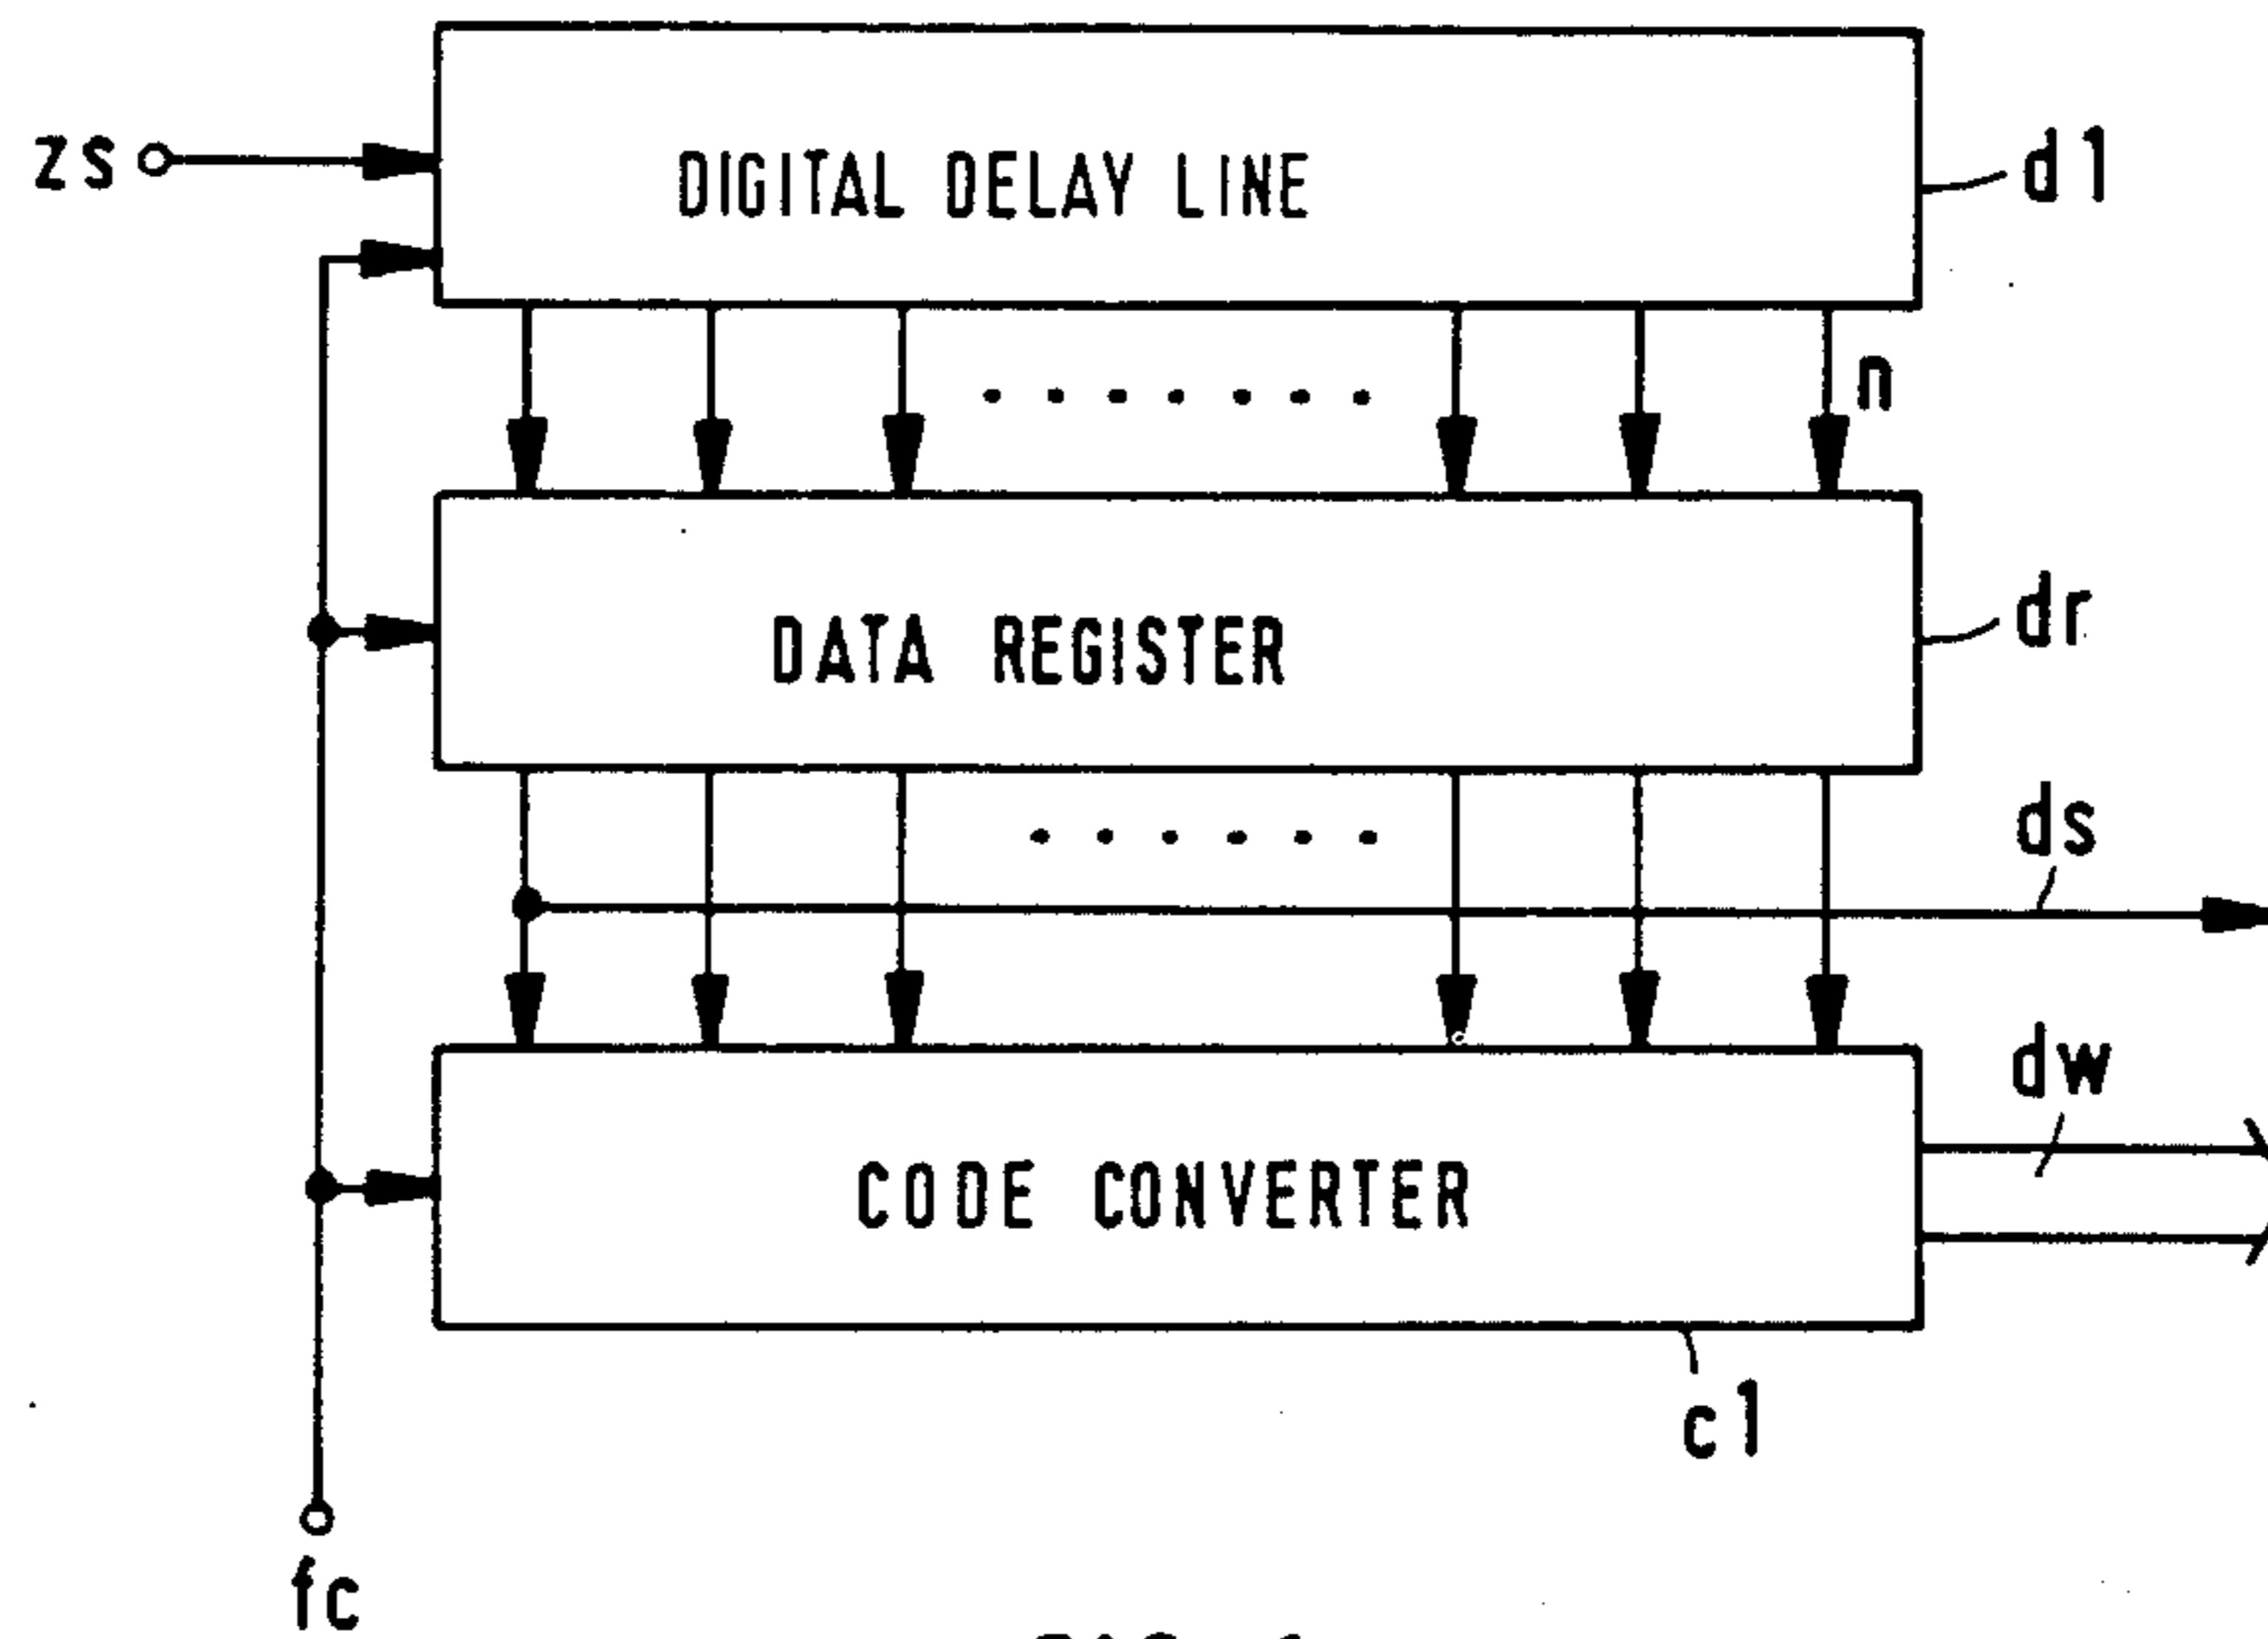 zs
DIGITAL DELAY LINE
d1
n
DATA REGISTER
dr
ds
dw
CODE CONVERTER
c1
fc